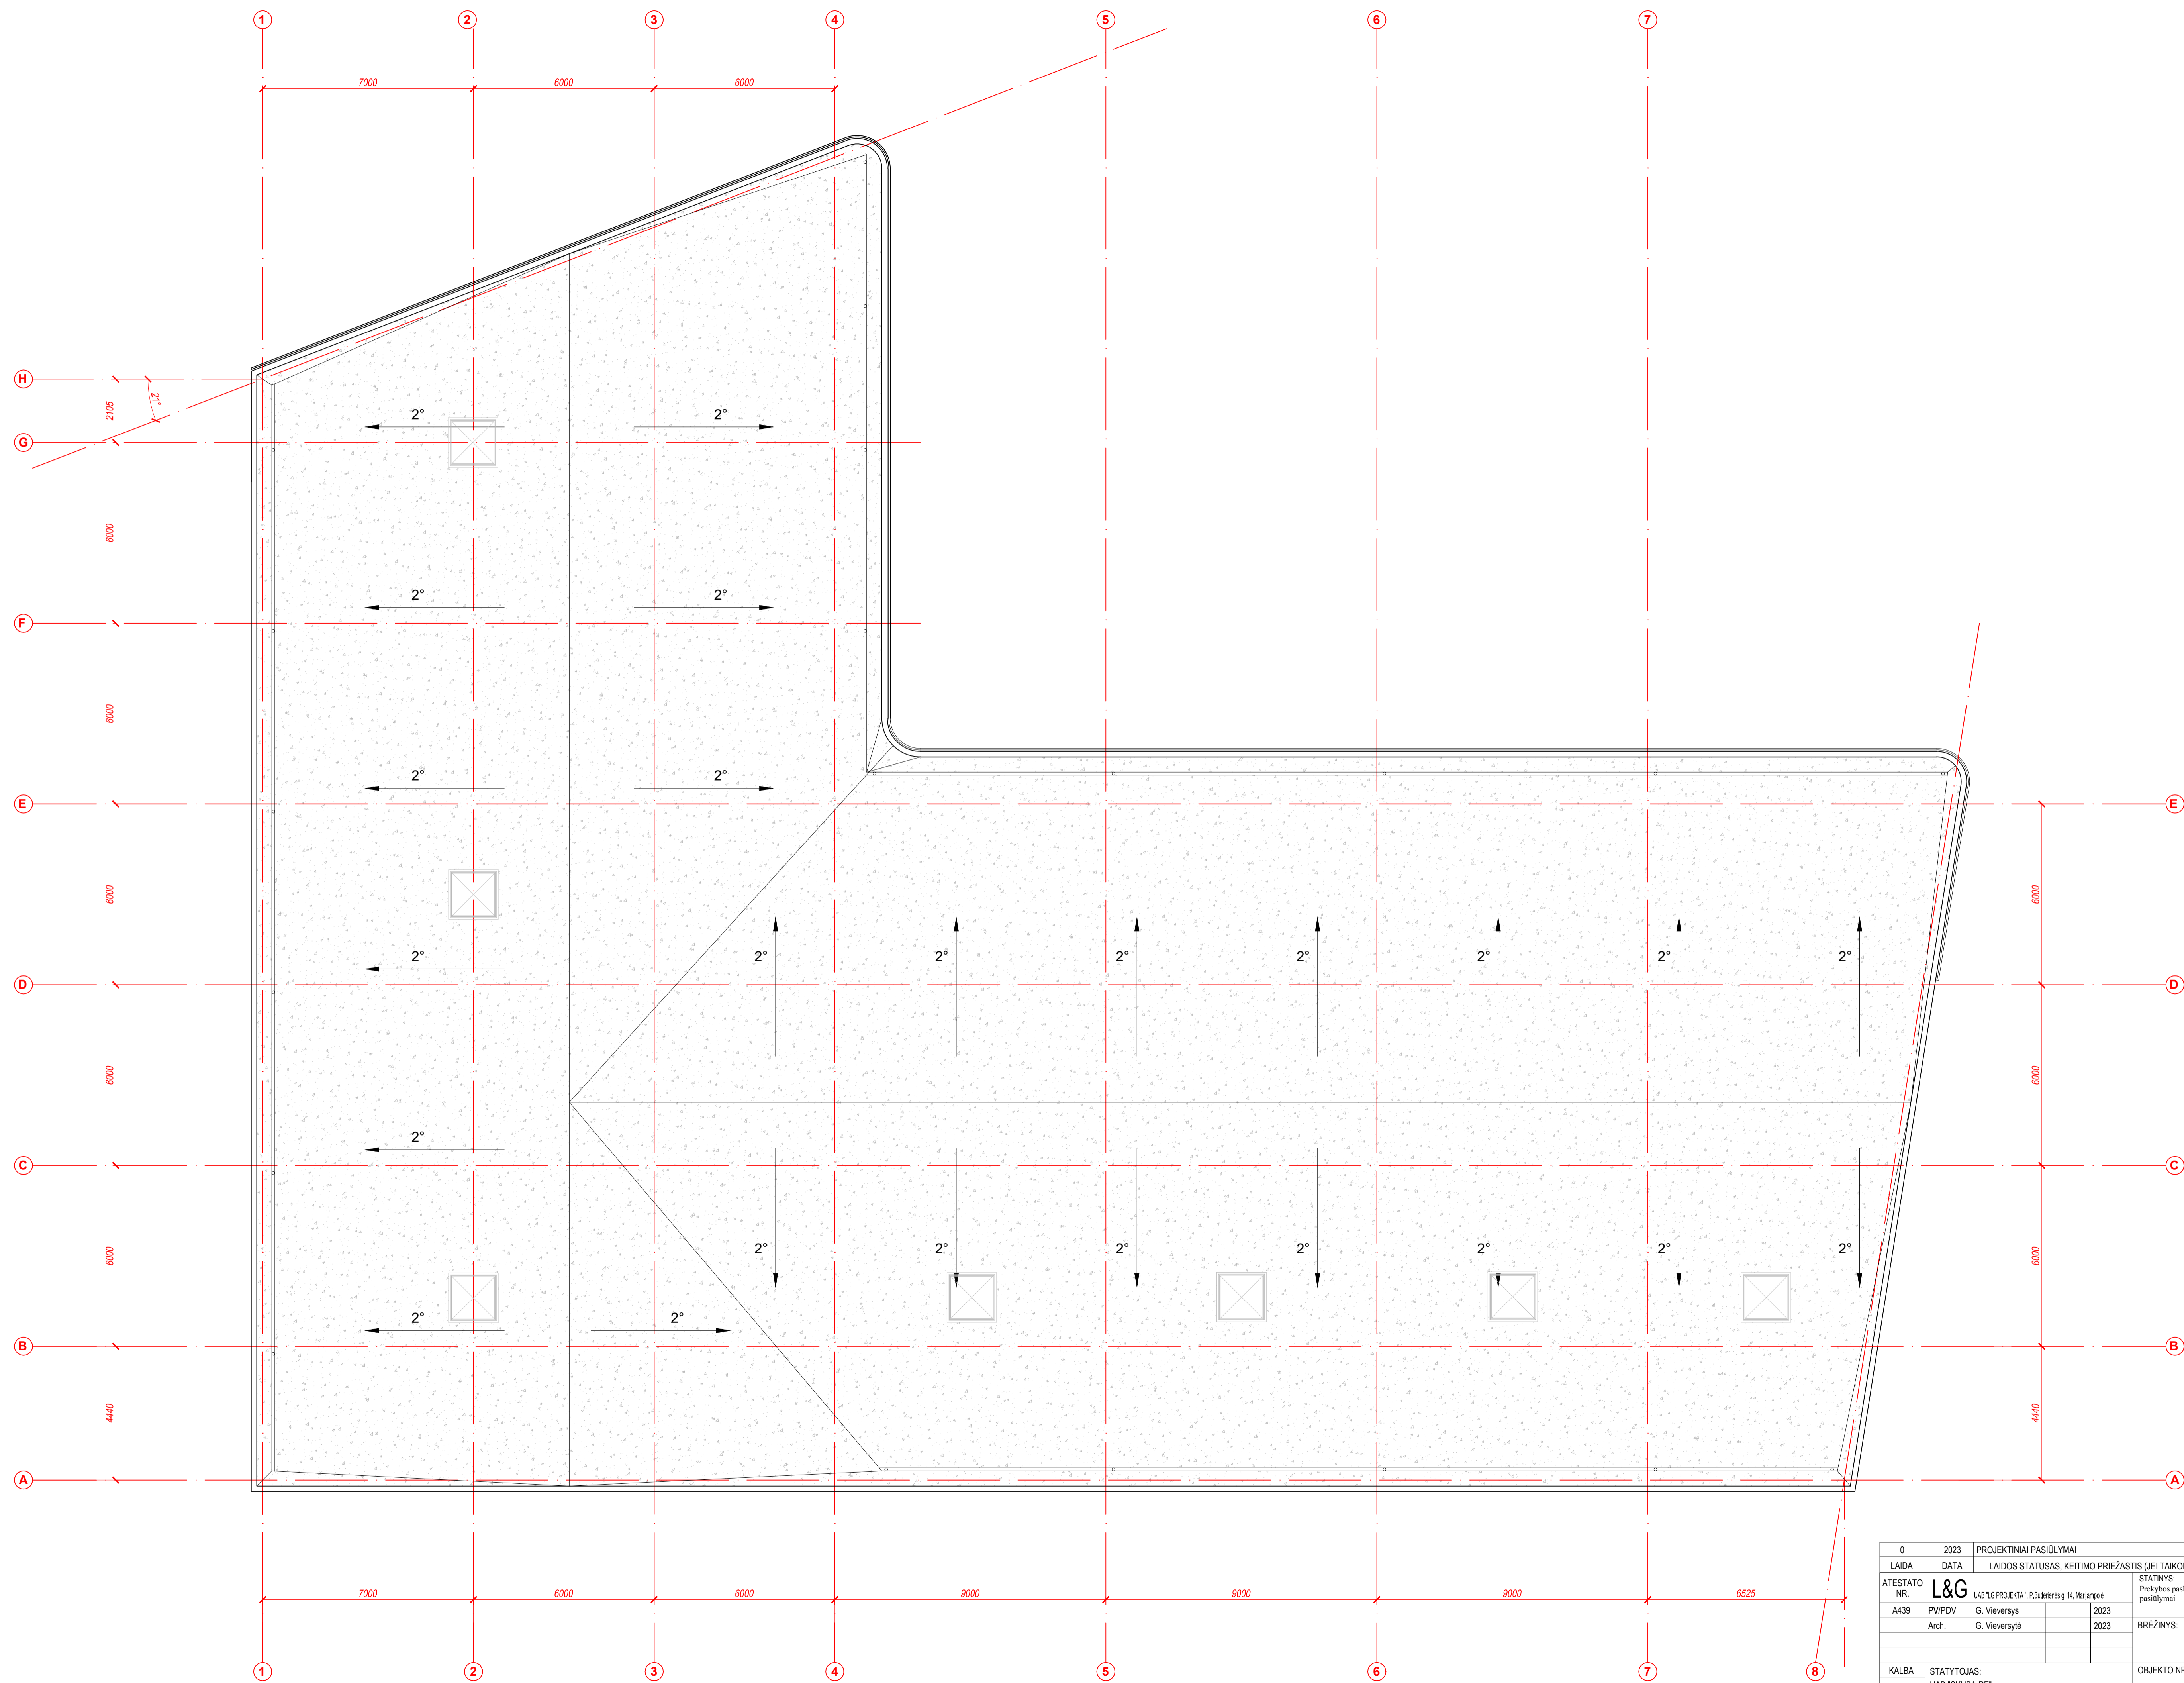 1 2 3 4 5 6 7
7000 6000 6000
H
2105
21°
G
2° 2°
6000
2° 2°
F
6000
2° 2°
E E
6000 6000
2° 2° 2° 2° 2° 2° 2° 2°
D D
6000 6000
2°
C C
6000 6000
2° 2° 2° 2° 2° 2° 2°
2° 2°
B B
4440 4440
A A
7000 6000 6000 9000 9000 9000 6525
1 2 3 4 5 6 7 8
0 2023 PROJEKTINIAI PASIŪLYMAI
LAIDA DATA LAIDOS STATUSAS, KEITIMO PRIEŽASTIS (JEI
ATESTATO NR.
L&G UAB "LG PROJEKTAI", P.Butlerienės g. 14, Marijampolė
STATINYS:
Prekybos
pasiūlymai
A439 PV/PDV G. Vieversys 2023
Arch. G. Vieversytė 2023
BRĖŽINYS:
KALBA STATYTOJAS:
OBJEKTO